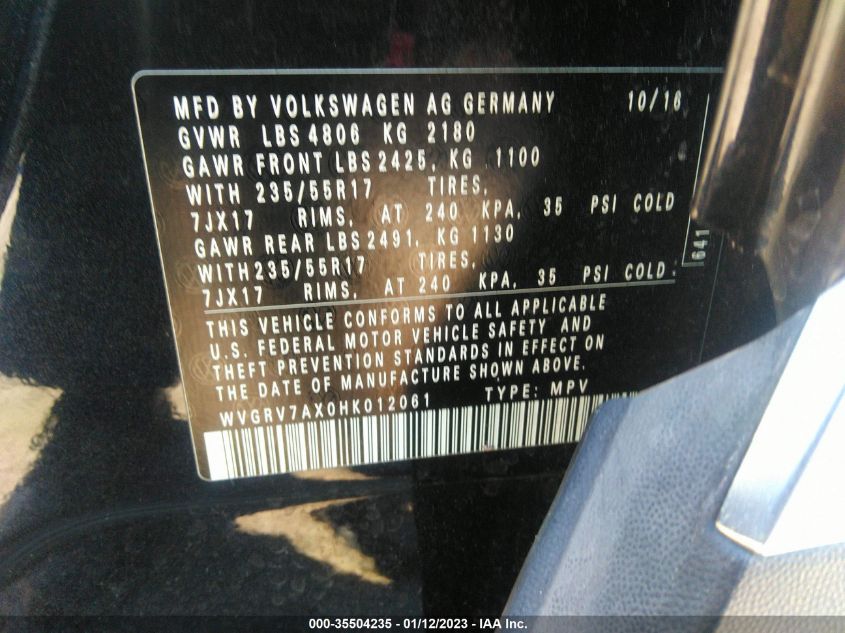 MFD BY VOLKSWAGEN AG GERMANY 10/16
GVWR LBS 4806 KG 2180
GAWR FRONT LBS 2425, KG 1100
WITH 235/55R17 TIRES,
7JX17 RIMS, AT 240 KPA, 35 PSI COLD
GAWR REAR LBS 2491, KG 1130
WITH 235/55R17 TIRES,
7JX17 RIMS, AT 240 KPA, 35 PSI COLD.
641
THIS VEHICLE CONFORMS TO ALL APPLICABLE
U.S. FEDERAL MOTOR VEHICLE SAFETY AND
THEFT PREVENTION STANDARDS IN EFFECT ON
THE DATE OF MANUFACTURE SHOWN ABOVE.
WVGRV7AX0HK012061 TYPE: MPV
000-35504235 - 01/12/2023 - IAA Inc.